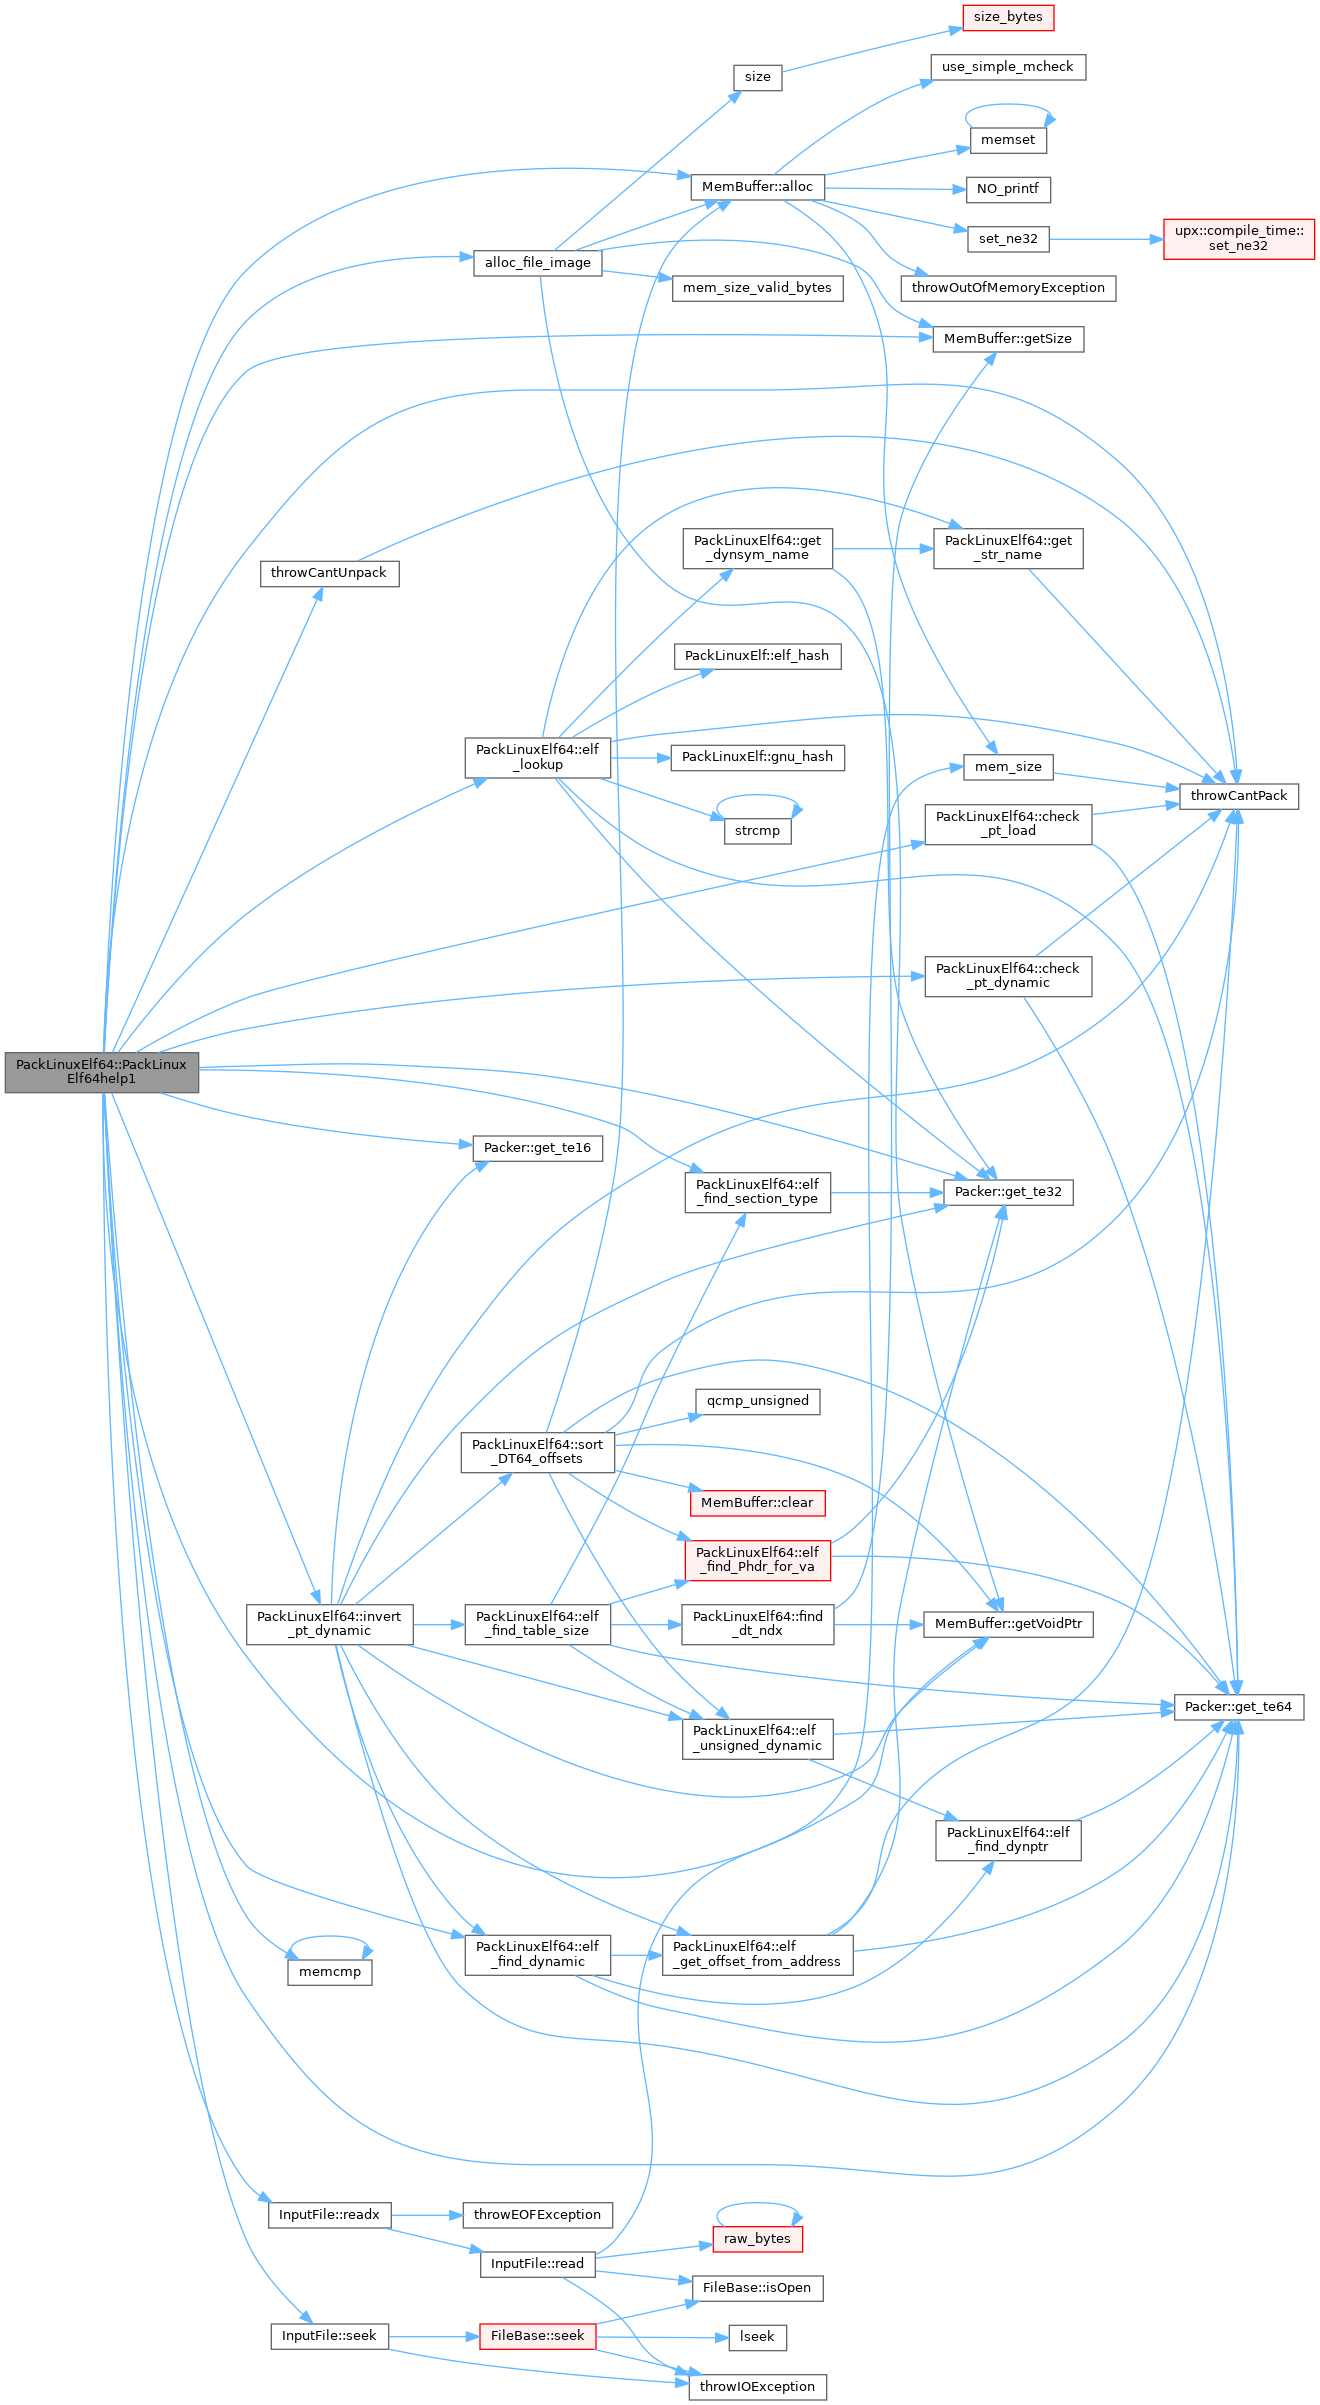 size_bytes
use_simple_mcheck
size
memset
MemBuffer::alloc
NO_printf
set_ne32
upx::compile_time::
set_ne32
alloc_file_image
mem_size_valid_bytes
throwOutOfMemoryException
MemBuffer::getSize
throwCantUnpack
PackLinuxElf64::get
_dynsym_name
PackLinuxElf64::get
_str_name
PackLinuxElf::elf_hash
PackLinuxElf64::elf
_lookup
PackLinuxElf::gnu_hash
mem_size
throwCantPack
strcmp
PackLinuxElf64::check
_pt_load
PackLinuxElf64::check
_pt_dynamic
PackLinuxElf64::PackLinux
Elf64help1
Packer::get_te16
PackLinuxElf64::elf
_find_section_type
Packer::get_te32
qcmp_unsigned
PackLinuxElf64::sort
_DT64_offsets
MemBuffer::clear
PackLinuxElf64::elf
_find_Phdr_for_va
PackLinuxElf64::invert
_pt_dynamic
PackLinuxElf64::elf
_find_table_size
PackLinuxElf64::find
_dt_ndx
MemBuffer::getVoidPtr
Packer::get_te64
PackLinuxElf64::elf
_unsigned_dynamic
PackLinuxElf64::elf
_find_dynptr
memcmp
PackLinuxElf64::elf
_find_dynamic
PackLinuxElf64::elf
_get_offset_from_address
InputFile::readx
throwEOFException
raw_bytes
InputFile::read
FileBase::isOpen
InputFile::seek
FileBase::seek
lseek
throwIOException